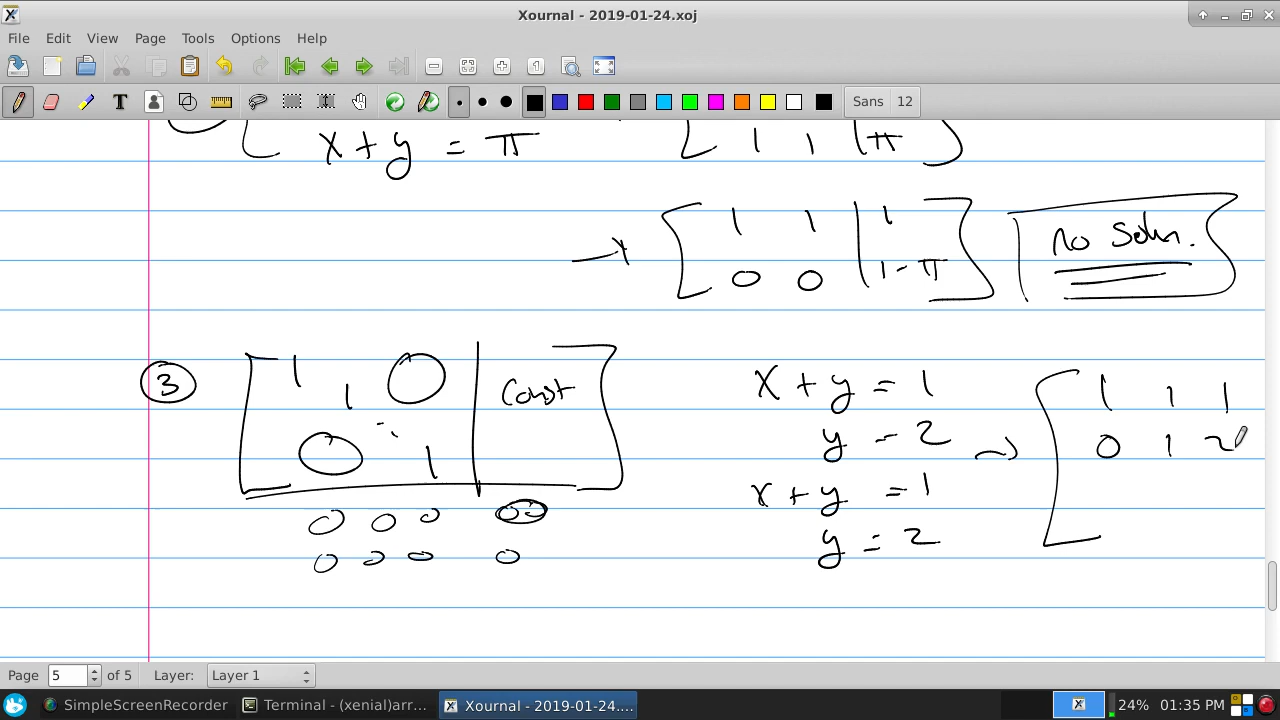 Xournal - 2019-01-24.xoj
File Edit View Page Tools Options Help
Sans 12
x + y = π
1 1 | π
→ [ 1 1 | 1
0 0 | 1 - π ]
no soln.
③
1 0 | Const
1
⋱
0 1
0 0 0 00
0 0 0 0
x + y = 1
y = 2 →
x + y = 1
y = 2
[ 1 1 1
0 1 2
Page 5 of 5 Layer: Layer 1
SimpleScreenRecorder Terminal - (xenial)arr... Xournal - 2019-01-24.... 24% 01:35 PM